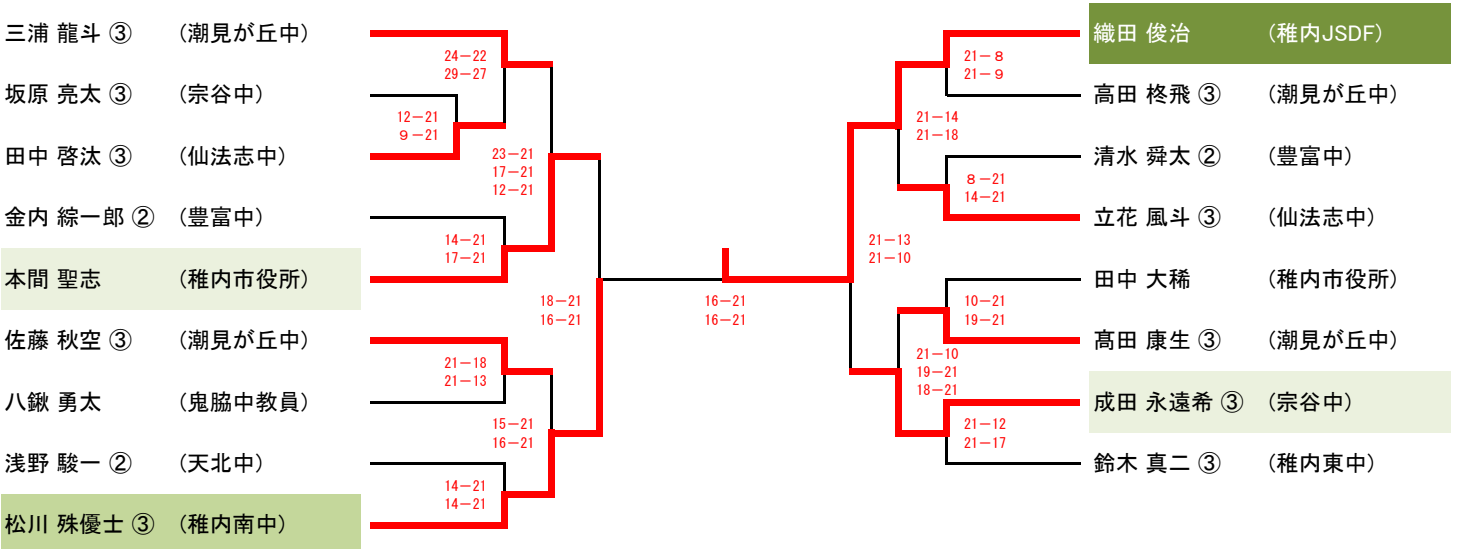 三浦 龍斗 ③ （潮見が丘中）
坂原 亮太 ③ （宗谷中）
田中 啓汰 ③ （仙法志中）
金内 綜一郎 ② （豊富中）
本間 聖志 （稚内市役所）
佐藤 秋空 ③ （潮見が丘中）
八鍬 勇太 （鬼脇中教員）
浅野 駿一 ② （天北中）
松川 殊優士 ③ （稚内南中）
24－22
29－27
12－21
9－21
23－21
17－21
12－21
14－21
17－21
18－21
16－21
21－18
21－13
15－21
16－21
14－21
14－21
16－21
16－21
21－8
21－9
21－14
21－18
8－21
14－21
21－13
21－10
10－21
19－21
21－10
19－21
18－21
21－12
21－17
織田 俊治 （稚内JSDF）
高田 柊飛 ③ （潮見が丘中）
清水 舜太 ② （豊富中）
立花 風斗 ③ （仙法志中）
田中 大稀 （稚内市役所）
髙田 康生 ③ （潮見が丘中）
成田 永遠希 ③ （宗谷中）
鈴木 真二 ③ （稚内東中）